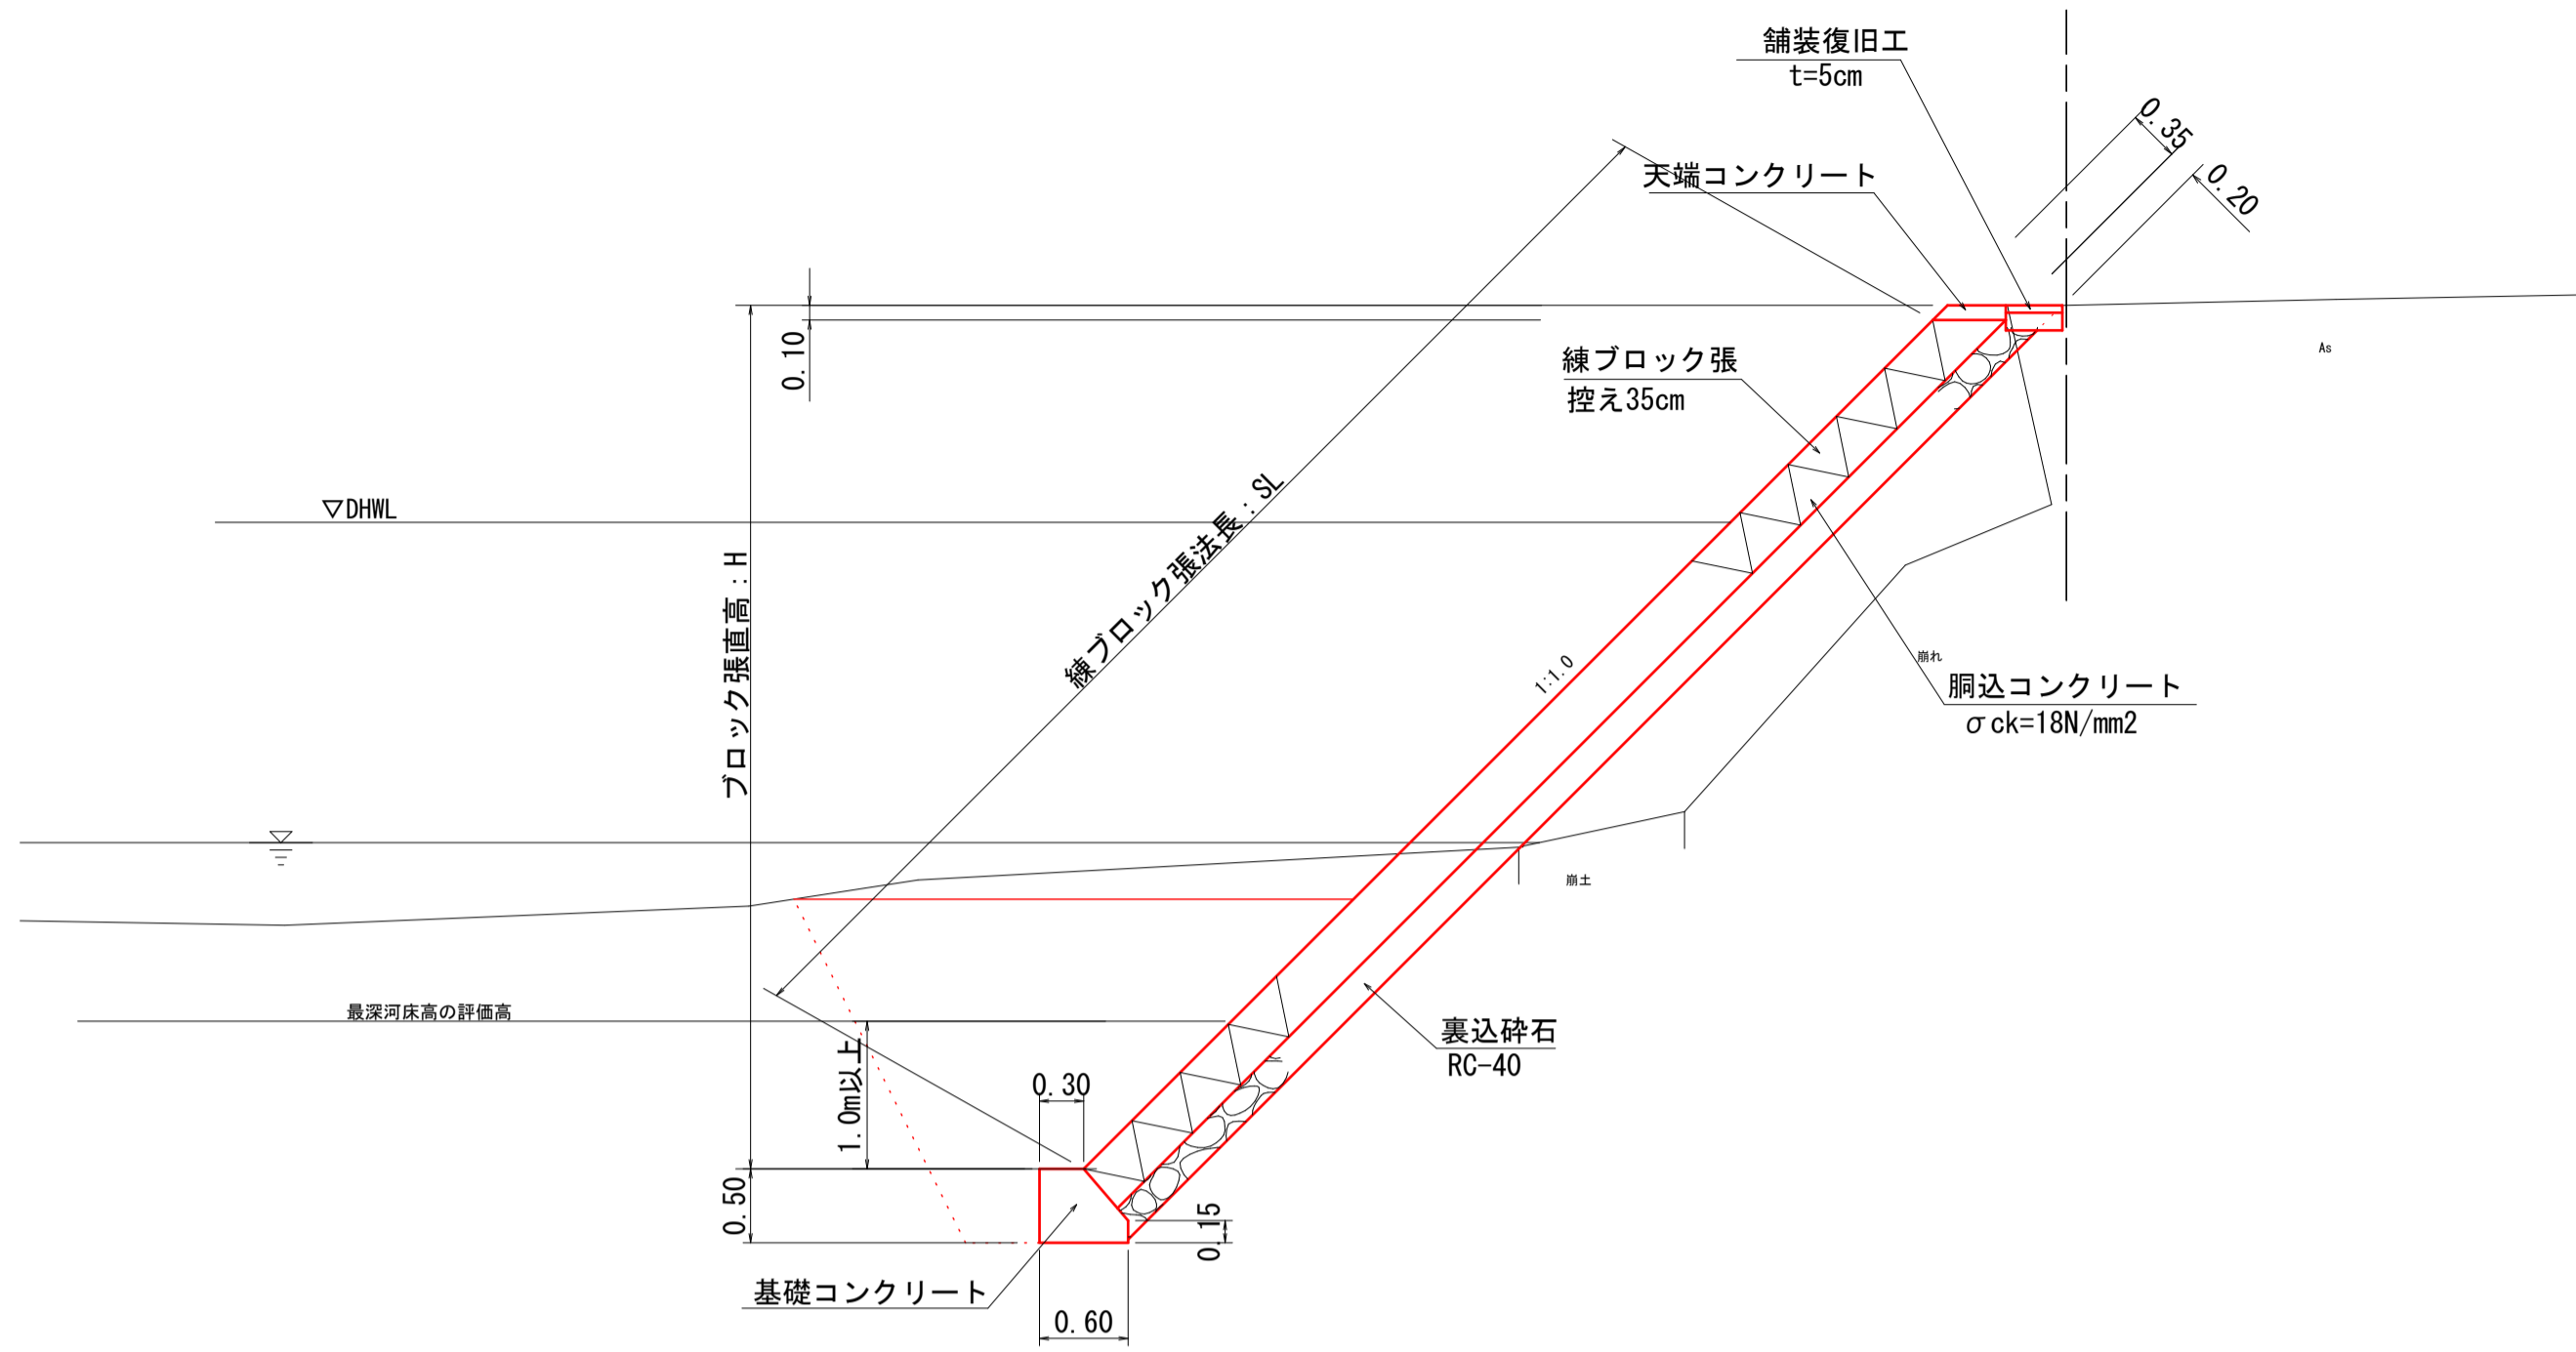 舗装復旧工
t=5cm
0.35
0.20
天端コンクリート
0.10
練ブロック張
控え35cm
As
▽DHWL
練ブロック張法長：SL
ブロック張直高：H
1:1.0
崩れ
胴込コンクリート
σck=18N/mm2
崩土
最深河床高の評価高
1.0m以上
裏込砕石
RC-40
0.30
0.50
0.15
基礎コンクリート
0.60